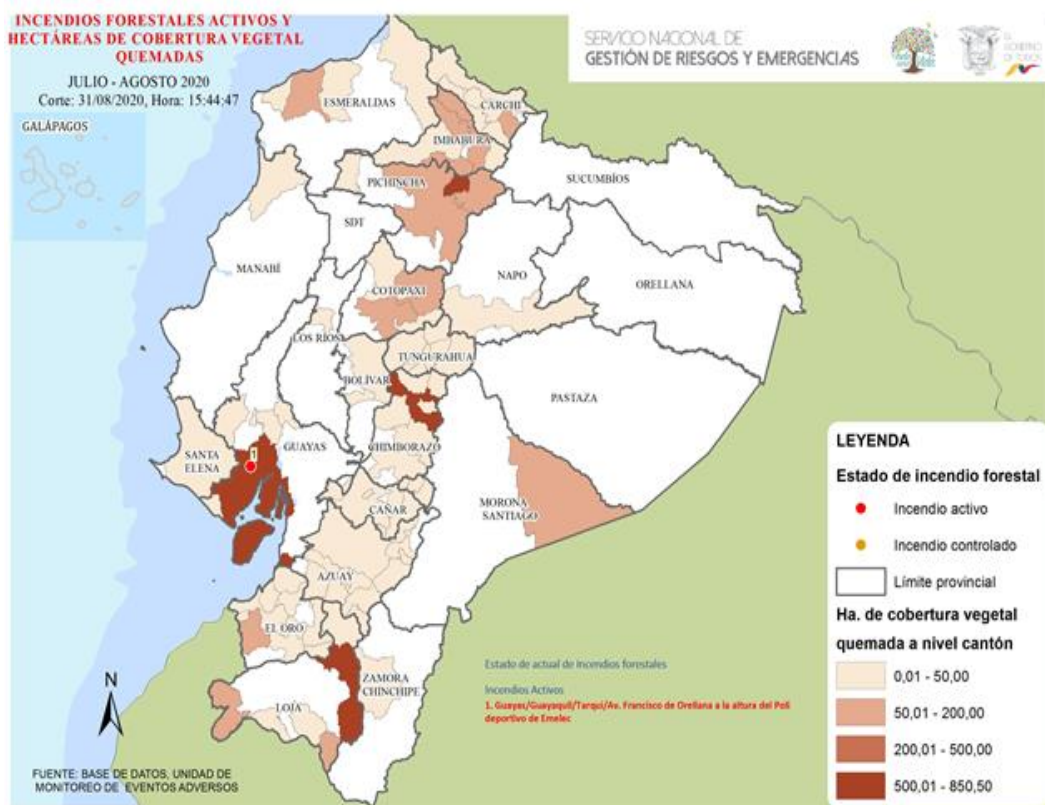 INCENDIOS FORESTALES ACTIVOS Y
HECTÁREAS DE COBERTURA VEGETAL
QUEMADAS
JULIO - AGOSTO 2020
Corte: 31/08/2020, Hora: 15:44:47
SERVICIO NACIONAL DE
GESTIÓN DE RIESGOS Y EMERGENCIAS
EL
GOBIERNO
DE TODOS
GALÁPAGOS
ESMERALDAS
CARCHI
IMBABURA
PICHINCHA
SUCUMBÍOS
SDT
MANABÍ
NAPO
ORELLANA
COTOPAXI
LOS RÍOS
TUNGURAHUA
BOLÍVAR
PASTAZA
SANTA
ELENA
1
GUAYAS
CHIMBORAZO
MORONA
SANTIAGO
CAÑAR
AZUAY
EL ORO
ZAMORA
CHINCHIPE
LOJA
N
Estado de actual de Incendios forestales
Incendios Activos
1. Guayas/Guayaquil/Tarqui/Av. Francisco de Orellana a la altura del Poli
deportivo de Emelec
LEYENDA
Estado de incendio forestal
Incendio activo
Incendio controlado
Límite provincial
Ha. de cobertura vegetal
quemada a nivel cantón
0,01 - 50,00
50,01 - 200,00
200,01 - 500,00
500,01 - 850,50
FUENTE: BASE DE DATOS, UNIDAD DE
MONITOREO DE EVENTOS ADVERSOS